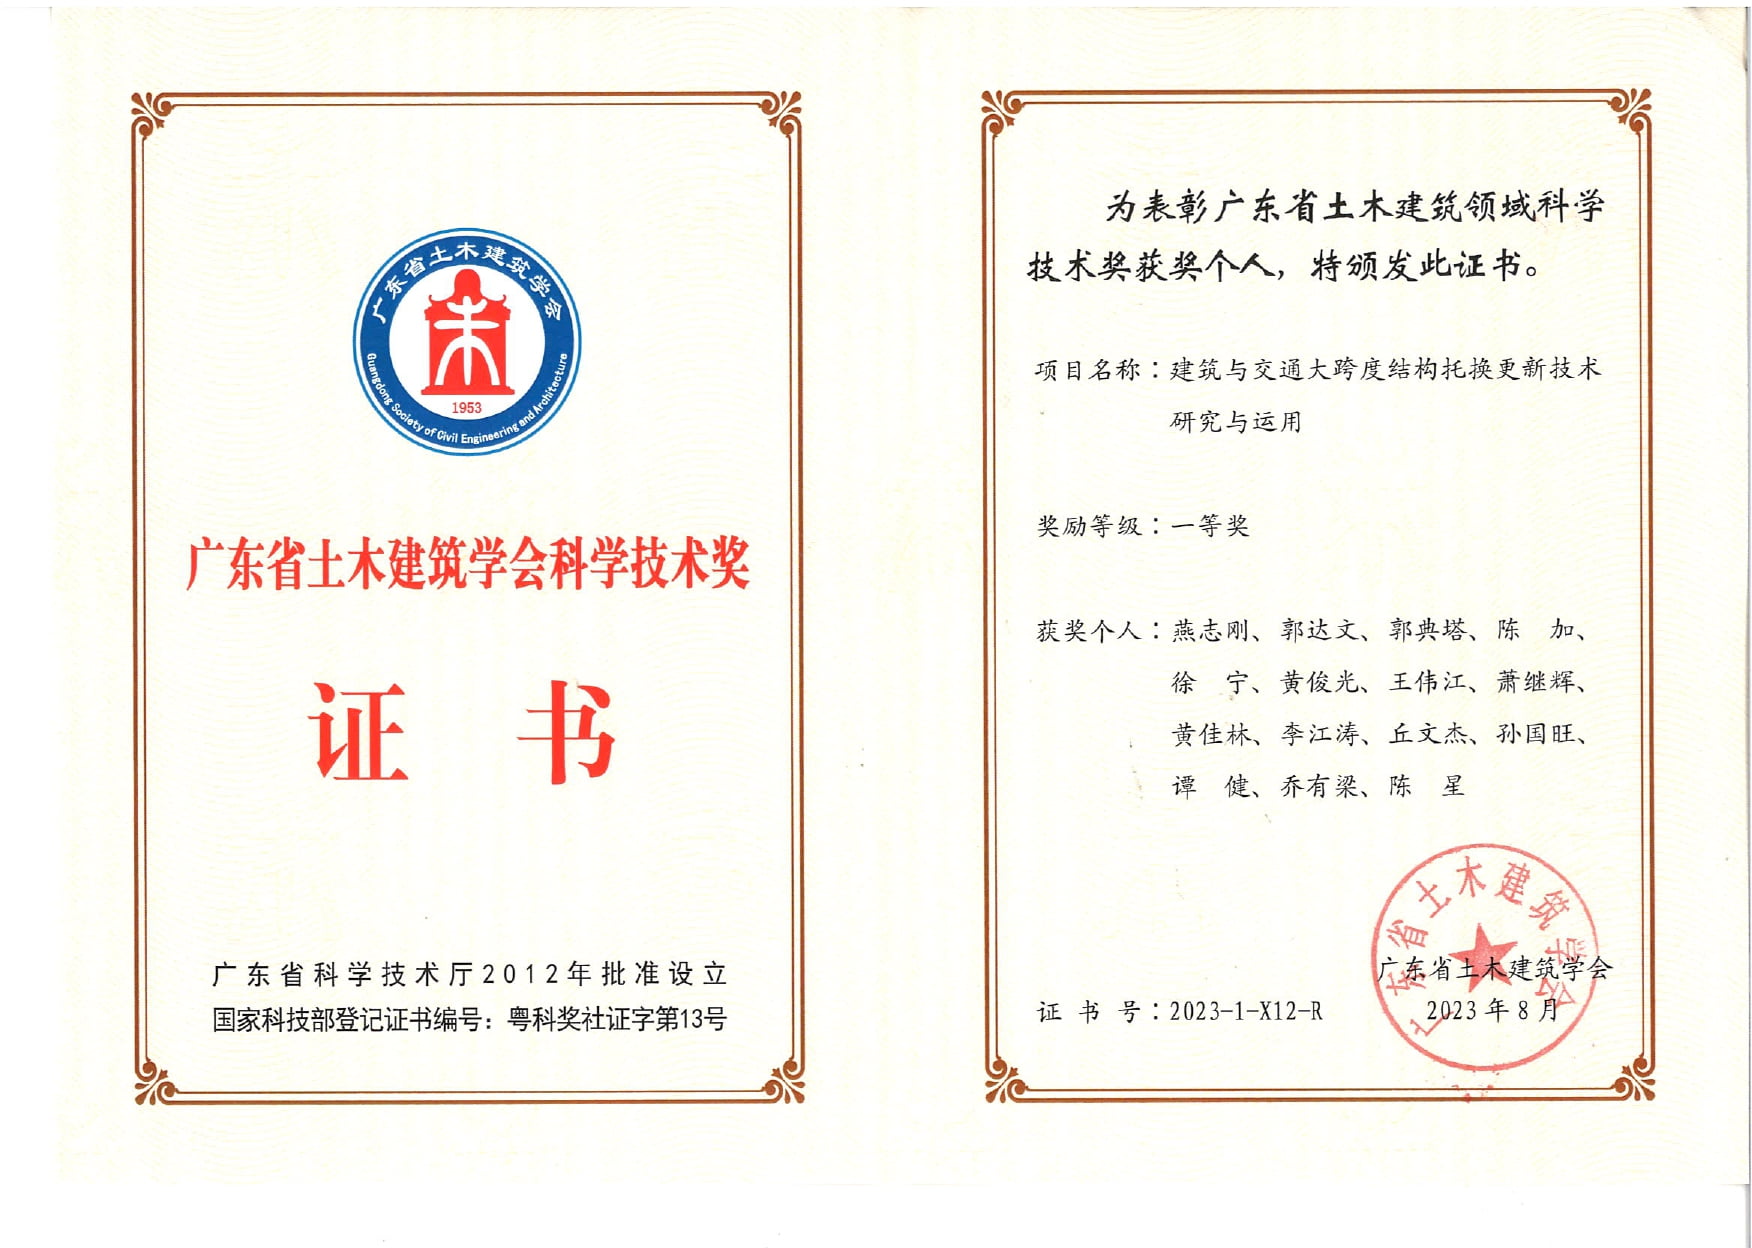 广东省土木建筑学会
1953
Guangdong Society of Civil Engineering and Architecture
广东省土木建筑学会科学技术奖
证 书
广东省科学技术厅2012年批准设立
国家科技部登记证书编号：粤科奖社证字第13号
为表彰广东省土木建筑领域科学
技术奖获奖个人，特颁发此证书。
项目名称：建筑与交通大跨度结构托换更新技术
研究与运用
奖励等级：一等奖
获奖个人：燕志刚、郭达文、郭典塔、陈　加、
徐　宁、黄俊光、王伟江、萧继辉、
黄佳林、李江涛、丘文杰、孙国旺、
谭　健、乔有梁、陈　星
广东省土木建筑学会
广东省土木建筑学会
证 书 号：2023-1-X12-R
2023年8月